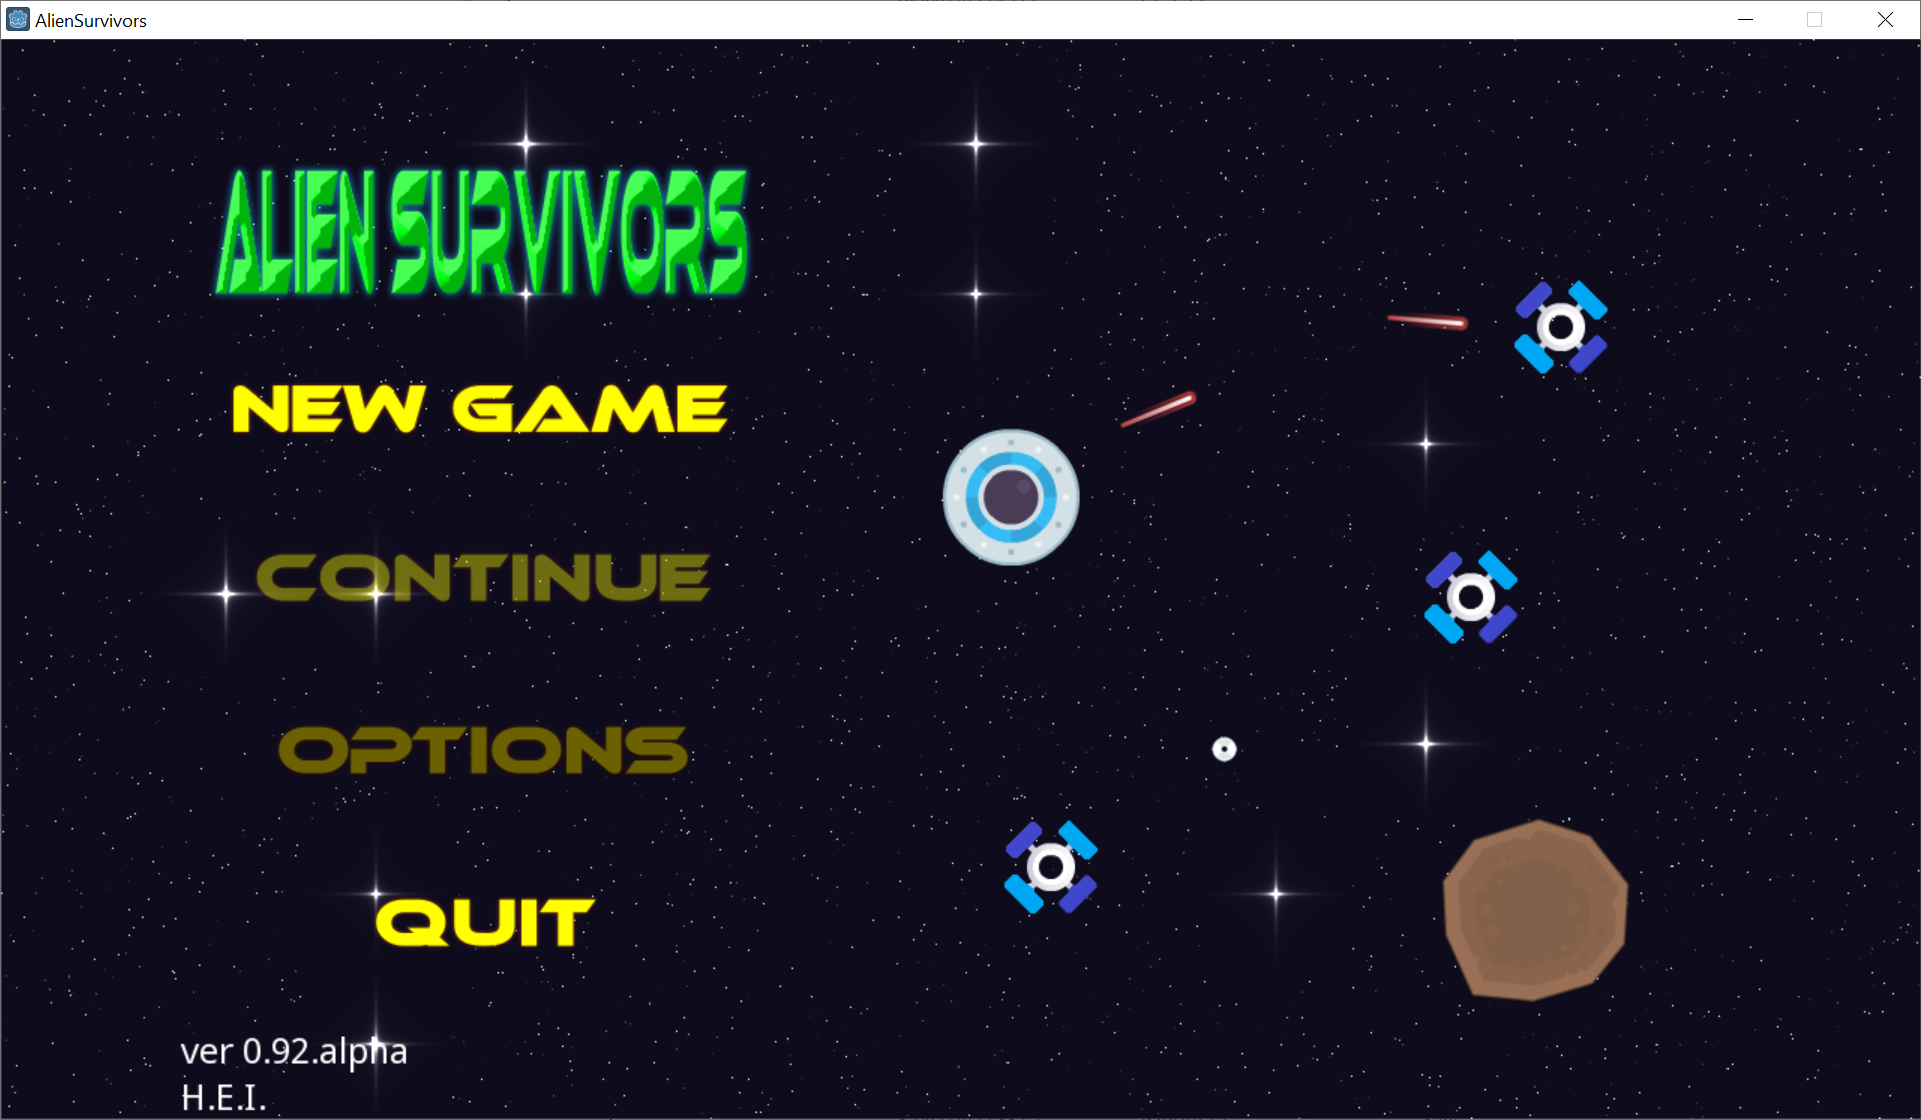 AlienSurvivors
ALIEN SURVIVORS
NEW GAME
CONTINUE
OPTIONS
QUIT
ver 0.92.alpha
H.E.I.